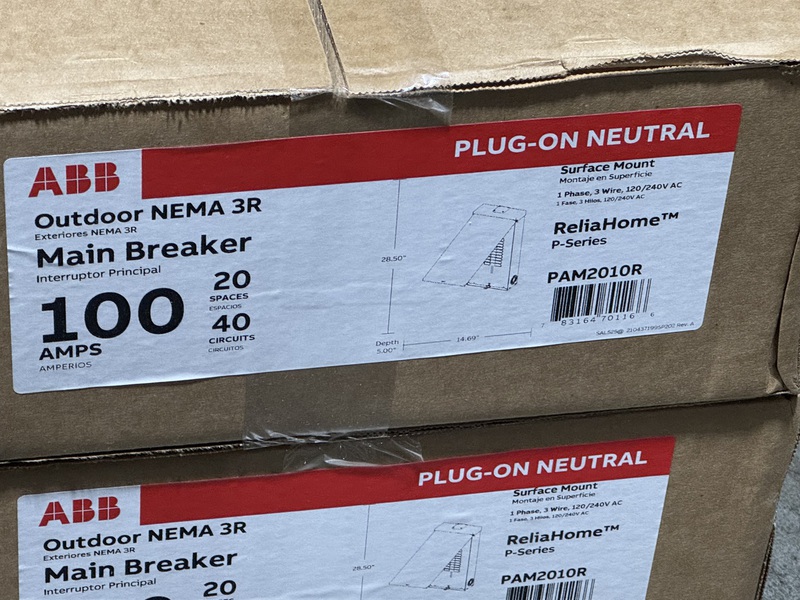 PLUG-ON NEUTRAL
ABB
Surface Mount
Montaje en Superficie
1 Phase, 3 Wire, 120/240V AC
1 Fase, 3 Hilos, 120/240V AC
Outdoor NEMA 3R
Exteriores NEMA 3R
Main Breaker
Interruptor Principal
ReliaHome™
P-Series
100
AMPS
AMPERIOS
20
SPACES
ESPACIOS
40
CIRCUITS
CIRCUITOS
28.50"
Depth
5.00"
14.69"
PAM2010R
7 83164 70116 6
PLUG-ON NEUTRAL
ABB
Surface Mount
Montaje en Superficie
1 Phase, 3 Wire, 120/240V AC
1 Fase, 3 Hilos, 120/240V AC
Outdoor NEMA 3R
Exteriores NEMA 3R
Main Breaker
Interruptor Principal
ReliaHome™
P-Series
20
28.50"
PAM2010R